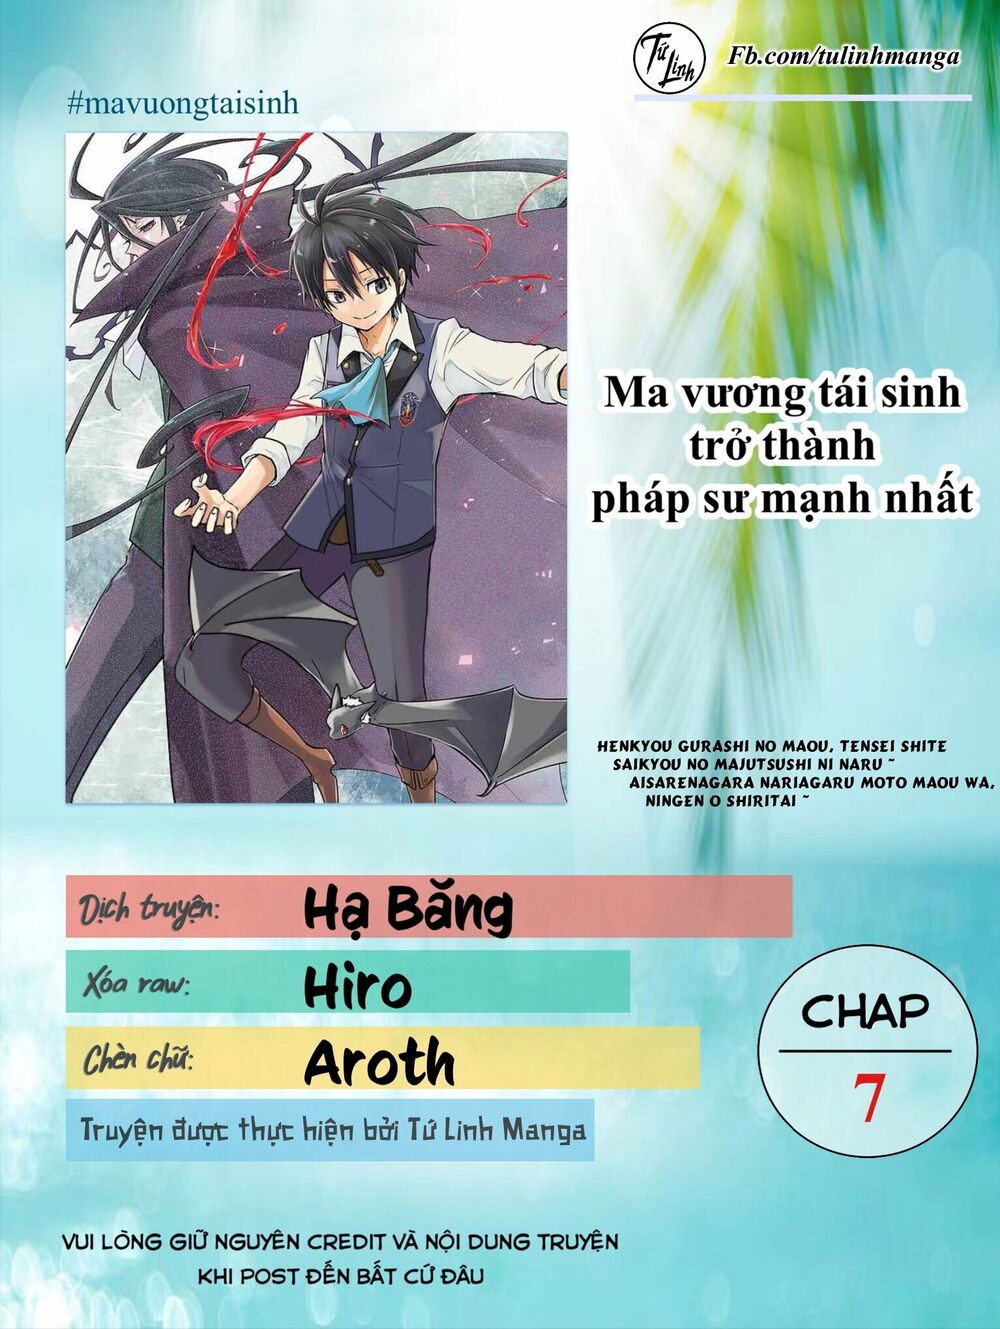 Tứ Linh
Fb.com/tulinhmanga
#mavuongtaisinh
Ma vương tái sinh
trở thành
pháp sư mạnh nhất
HENKYOU GURASHI NO MAOU, TENSEI SHITE
SAIKYOU NO MAJUTSUSHI NI NARU ~
AISARENAGARA NARIAGARU MOTO MAOU WA,
NINGEN O SHIRITAI ~
Dịch truyện: Hạ Băng
Xóa raw: Hiro
Chèn chữ: Aroth
Truyện được thực hiện bởi Tứ Linh Manga
CHAP
7
VUI LÒNG GIỮ NGUYÊN CREDIT VÀ NỘI DUNG TRUYỆN
KHI POST ĐẾN BẤT CỨ ĐÂU